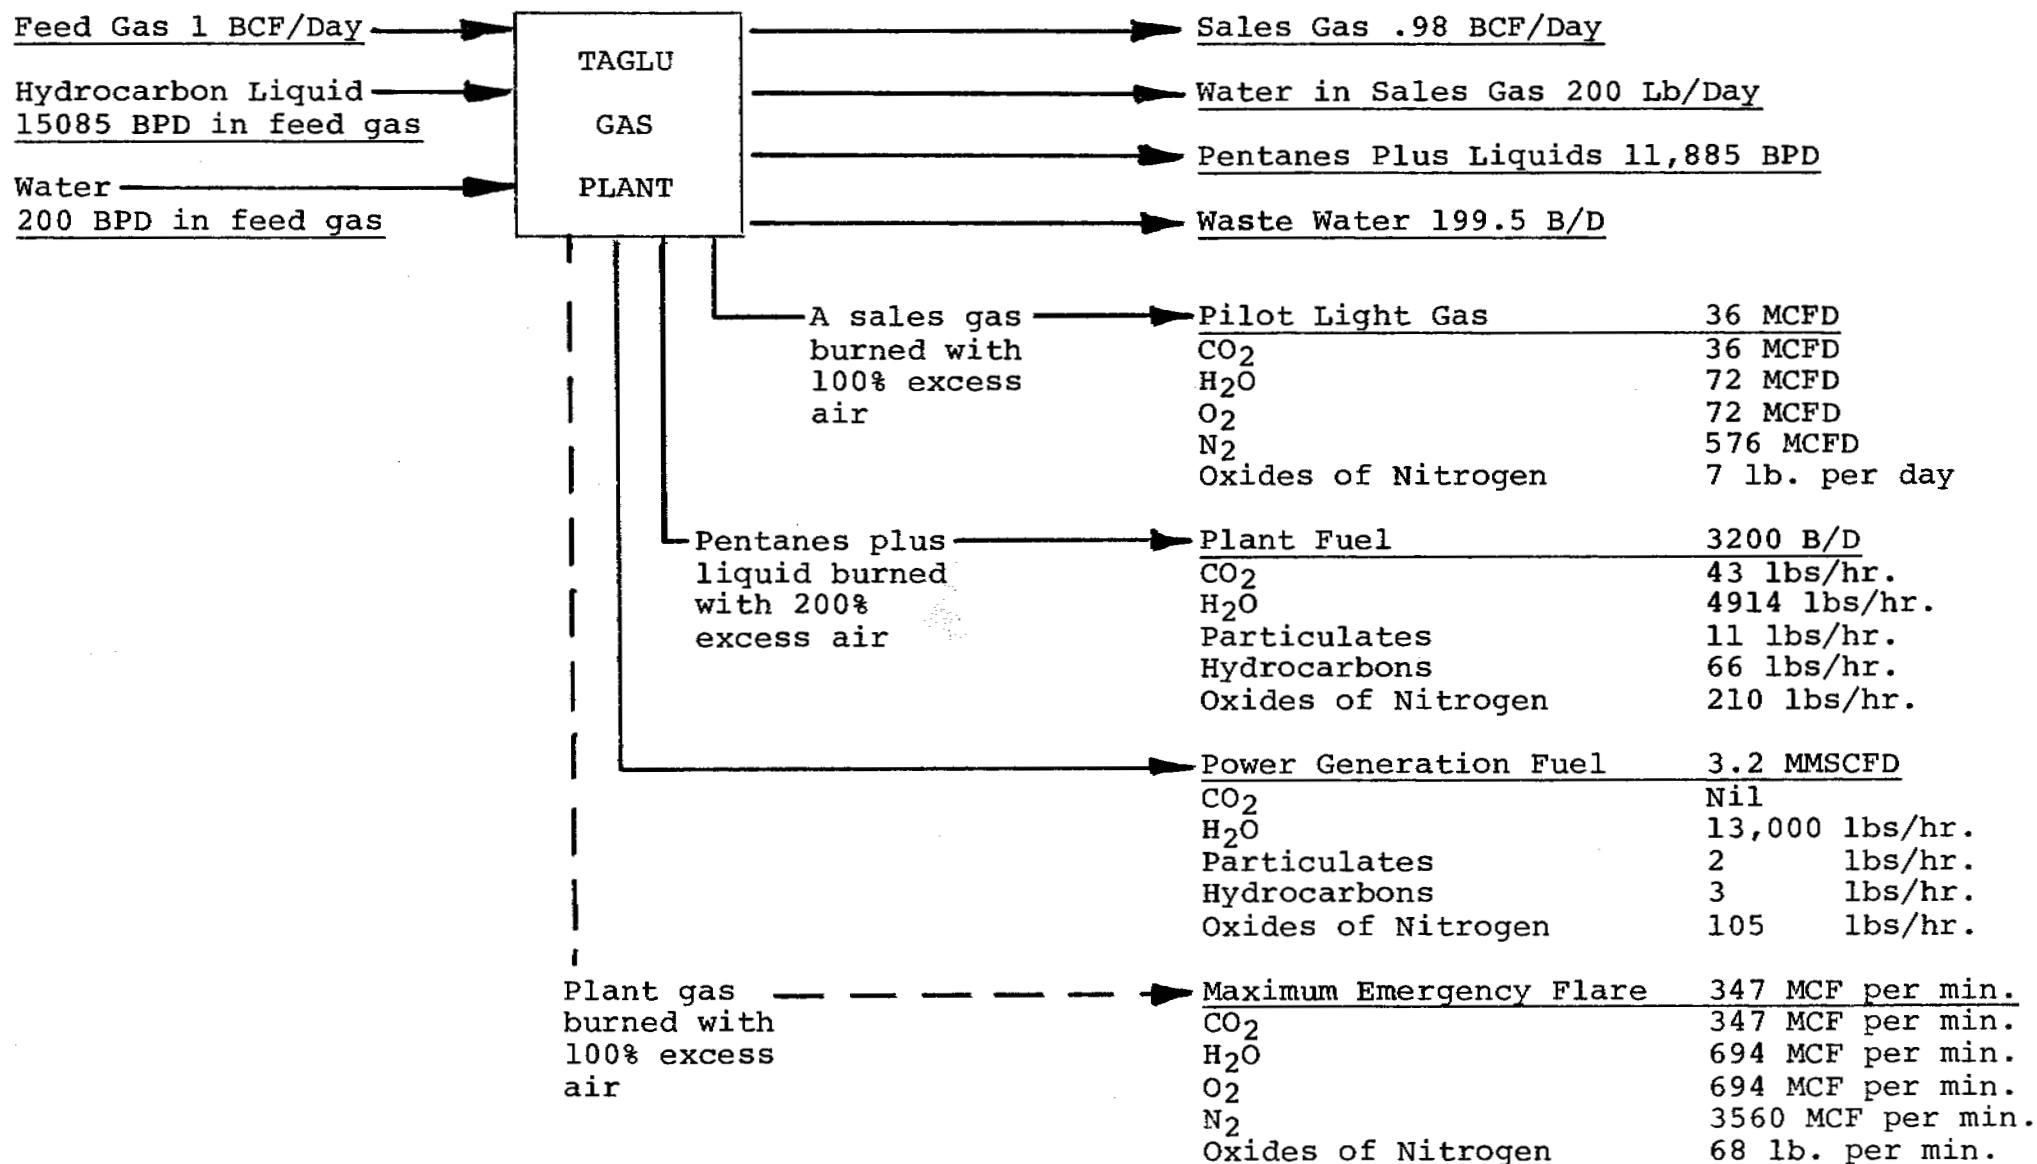 Feed Gas 1 BCF/Day
Hydrocarbon Liquid
15085 BPD in feed gas
Water
200 BPD in feed gas
TAGLU
GAS
PLANT
Sales Gas .98 BCF/Day
Water in Sales Gas 200 Lb/Day
Pentanes Plus Liquids 11,885 BPD
Waste Water 199.5 B/D
A sales gas
burned with
100% excess
air
Pilot Light Gas 36 MCFD
CO2 36 MCFD
H2O 72 MCFD
O2 72 MCFD
N2 576 MCFD
Oxides of Nitrogen 7 lb. per day
Pentanes plus
liquid burned
with 200%
excess air
Plant Fuel 3200 B/D
CO2 43 lbs/hr.
H2O 4914 lbs/hr.
Particulates 11 lbs/hr.
Hydrocarbons 66 lbs/hr.
Oxides of Nitrogen 210 lbs/hr.
Power Generation Fuel 3.2 MMSCFD
CO2 Nil
H2O 13,000 lbs/hr.
Particulates 2 lbs/hr.
Hydrocarbons 3 lbs/hr.
Oxides of Nitrogen 105 lbs/hr.
Plant gas
burned with
100% excess
air
Maximum Emergency Flare 347 MCF per min.
CO2 347 MCF per min.
H2O 694 MCF per min.
O2 694 MCF per min.
N2 3560 MCF per min.
Oxides of Nitrogen 68 lb. per min.